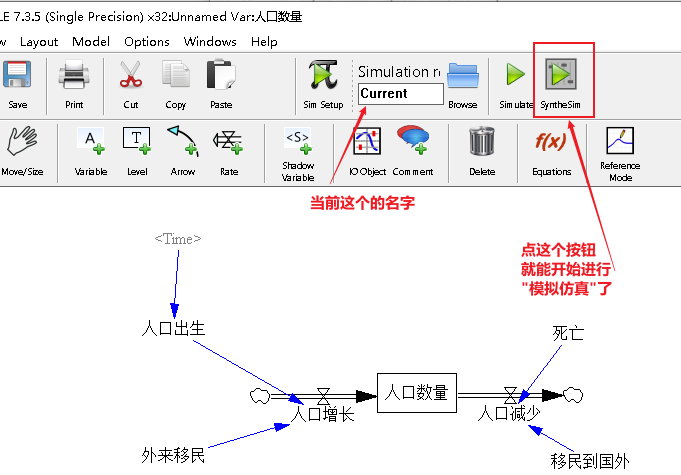 LE 7.3.5 (Single Precision) x32:Unnamed Var:人口数量
w Layout Model Options Windows Help
Simulation r
Current
Save Print Cut Copy Paste Sim Setup Browse Simulate SyntheSim
A T <S> f(x)
Move/Size Variable Level Arrow Rate Shadow Variable IO Object Comment Delete Equations Reference Mode
当前这个的名字
点这个按钮
就能开始进行
"模拟仿真"了
<Time>
人口出生
死亡
人口数量
人口增长
人口减少
外来移民
移民到国外